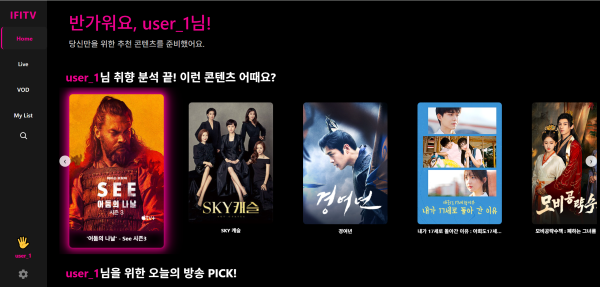 IFITV
Home
Live
VOD
My List
user_1
반가워요, user_1님!
당신만을 위한 추천 콘텐츠를 준비했어요.
user_1님 취향 분석 끝! 이런 콘텐츠 어때요?
SEE
어둠의 나날
시즌 3
tv+
'어둠의 나날' - See 시즌3
SKY캐슬
SKY 캐슬
경여년
경여년
내가 17세로 돌아간 이유
내가 17세로 돌아간 이유 : 아회도17세...
모비공략수
모비공략수책 : 폐하는 그녀를
user_1님을 위한 오늘의 방송 PICK!